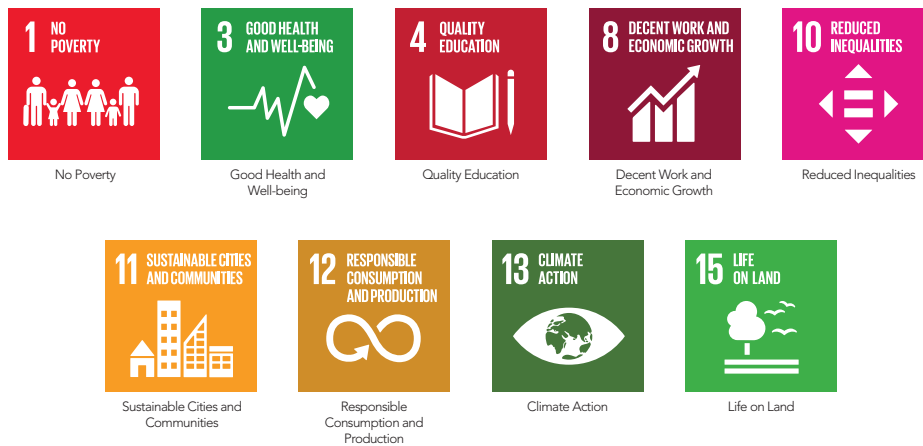 1 NO
POVERTY
No Poverty
3 GOOD HEALTH
AND WELL-BEING
Good Health and
Well-being
4 QUALITY
EDUCATION
Quality Education
8 DECENT WORK AND
ECONOMIC GROWTH
Decent Work and
Economic Growth
10 REDUCED
INEQUALITIES
Reduced Inequalities
11 SUSTAINABLE CITIES
AND COMMUNITIES
Sustainable Cities and
Communities
12 RESPONSIBLE
CONSUMPTION
AND PRODUCTION
Responsible
Consumption and
Production
13 CLIMATE
ACTION
Climate Action
15 LIFE
ON LAND
Life on Land